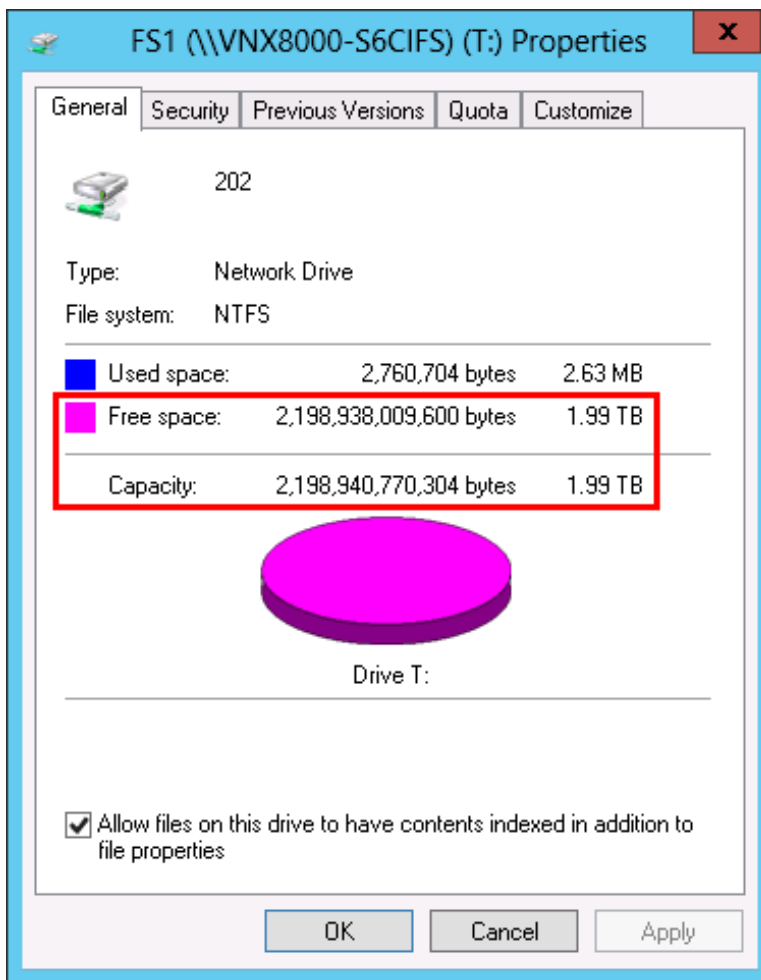 FS1 (\\VNX8000-S6CIFS) (T:) Properties
x
General Security Previous Versions Quota Customize
202
Type: Network Drive
File system: NTFS
Used space: 2,760,704 bytes 2.63 MB
Free space: 2,198,938,009,600 bytes 1.99 TB
Capacity: 2,198,940,770,304 bytes 1.99 TB
Drive T:
Allow files on this drive to have contents indexed in addition to
file properties
OK Cancel Apply